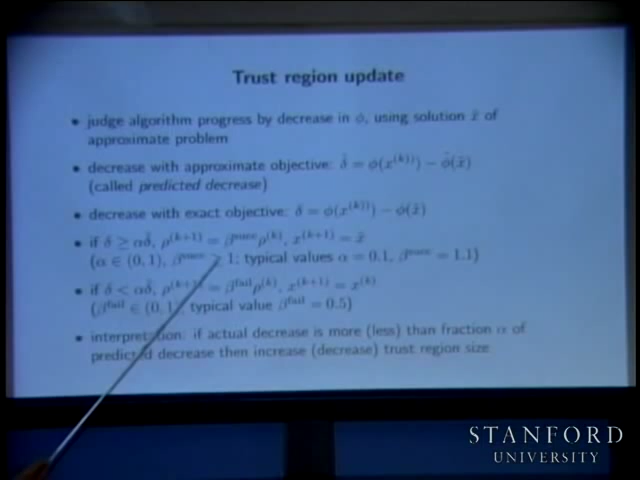 Trust region update
• judge algorithm progress by decrease in φ, using solution x̂ of
approximate problem
• decrease with approximate objective: δ̂ = φ(x^(k)) − φ̂(x̂)
(called predicted decrease)
• decrease with exact objective: δ = φ(x^(k)) − φ(x̂)
• if δ ≥ αδ̂, ρ^(k+1) = β^succ ρ^(k), x^(k+1) = x̂
(α ∈ (0, 1), β^succ ≥ 1; typical values α = 0.1, β^succ = 1.1)
• if δ < αδ̂, ρ^(k+1) = β^fail ρ^(k), x^(k+1) = x^(k)
(β^fail ∈ (0, 1), typical value β^fail = 0.5)
• interpretation: if actual decrease is more (less) than fraction α of
predicted decrease then increase (decrease) trust region size
STANFORD
UNIVERSITY